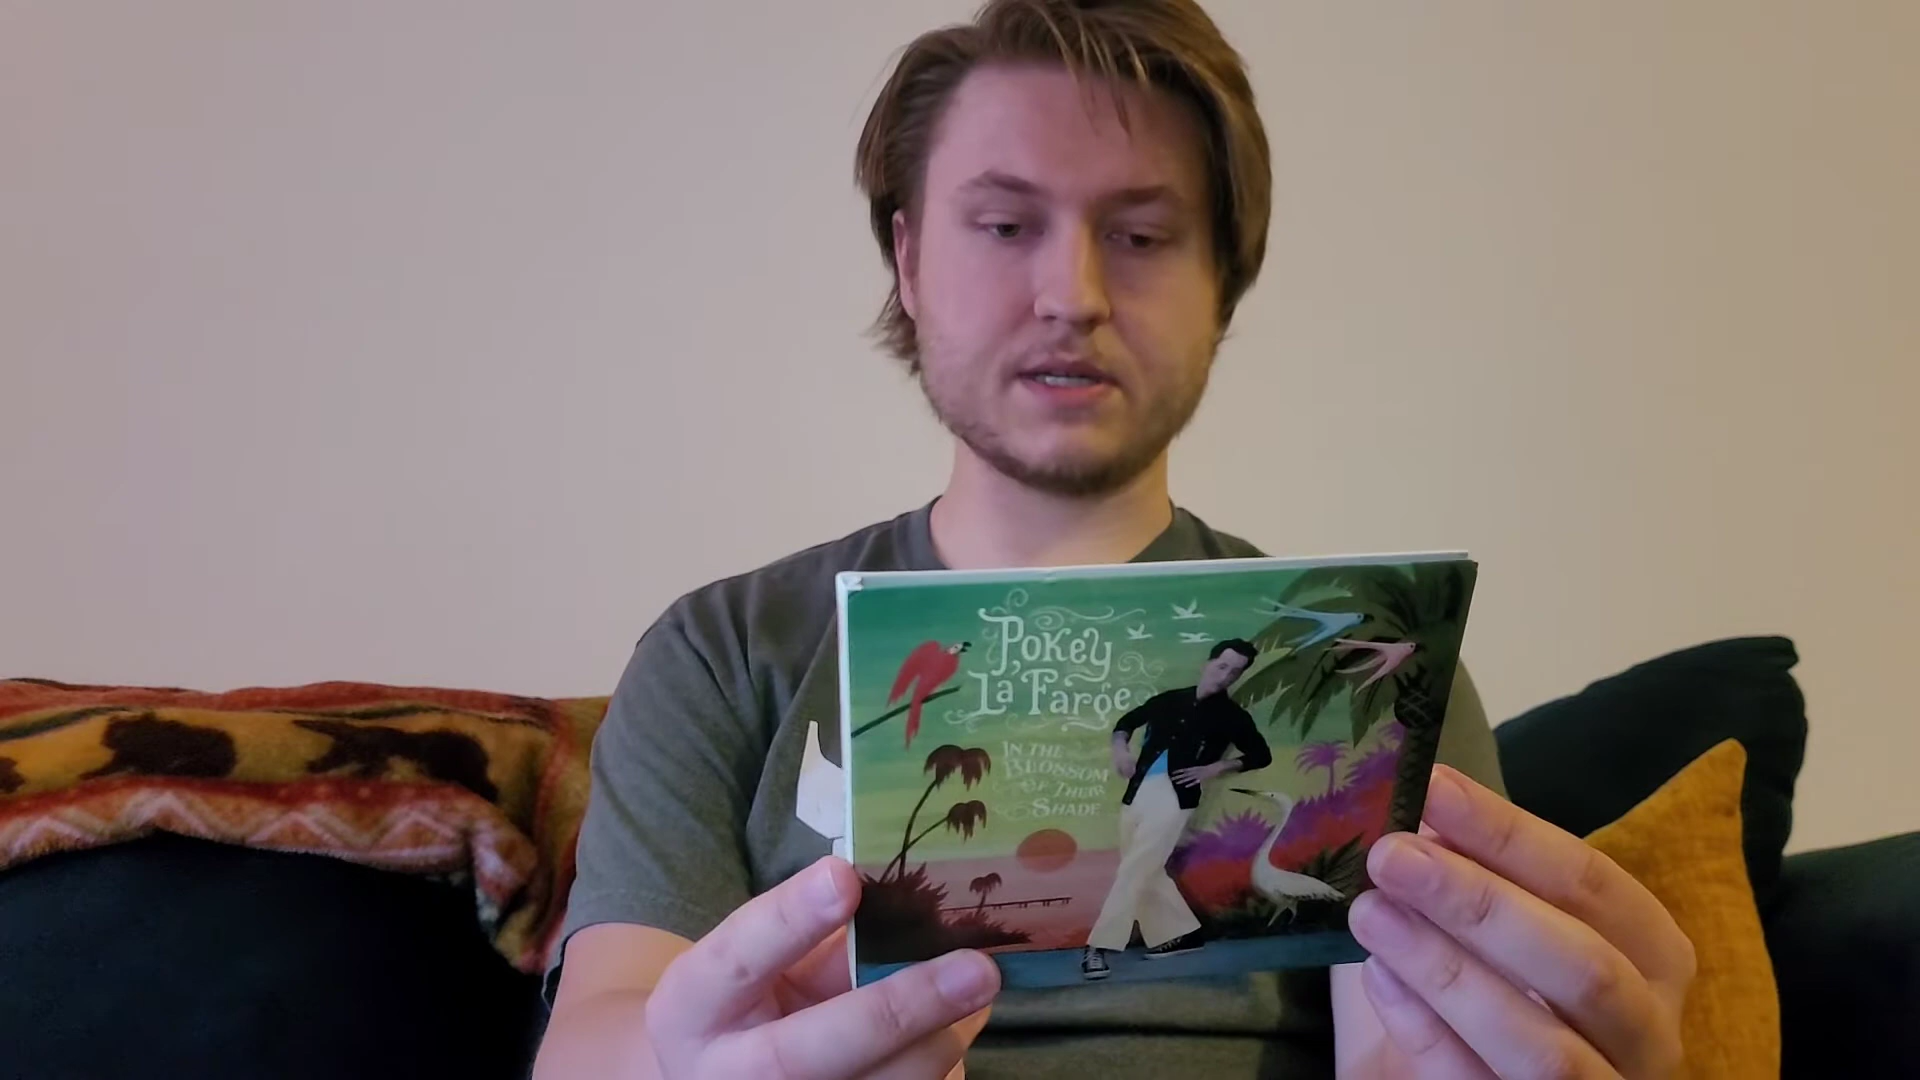 Pokey
La Farge
In the
Blossom
of Their
Shade